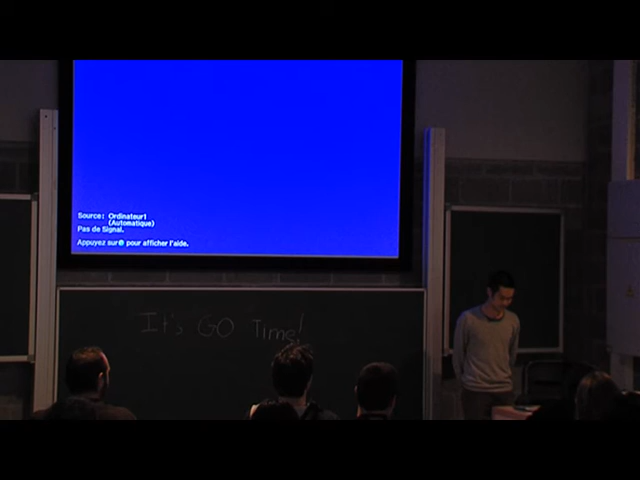 Source: Ordinateur1
(Automatique)
Pas de Signal.
Appuyez sur pour afficher l'aide.
It's GO Time!